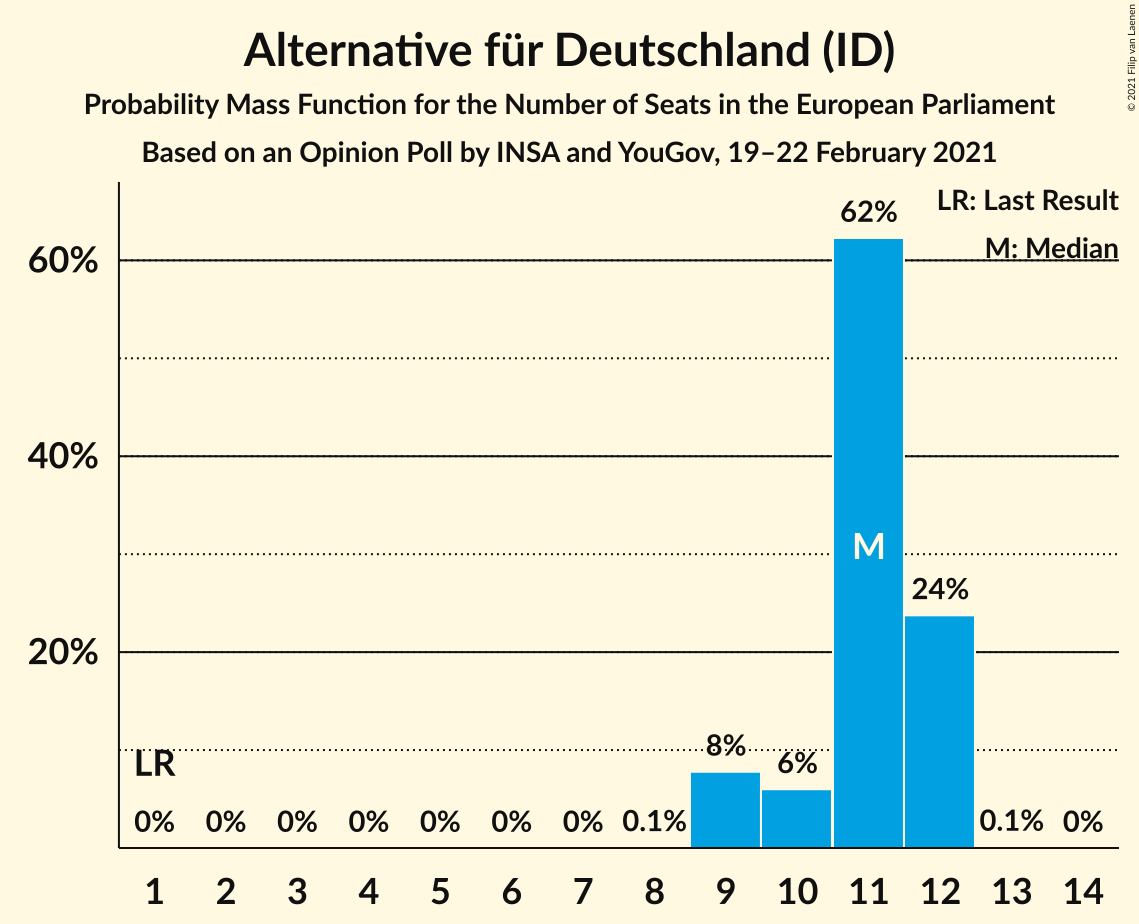 Alternative für Deutschland (ID)
Probability Mass Function for the Number of Seats in the European Parliament
Based on an Opinion Poll by INSA and YouGov, 19–22 February 2021
© 2021 Filip van Laenen
LR: Last Result
M: Median
60%
40%
20%
62%
M
24%
8%
6%
LR
0% 0% 0% 0% 0% 0% 0% 0.1% 0.1% 0%
1 2 3 4 5 6 7 8 9 10 11 12 13 14